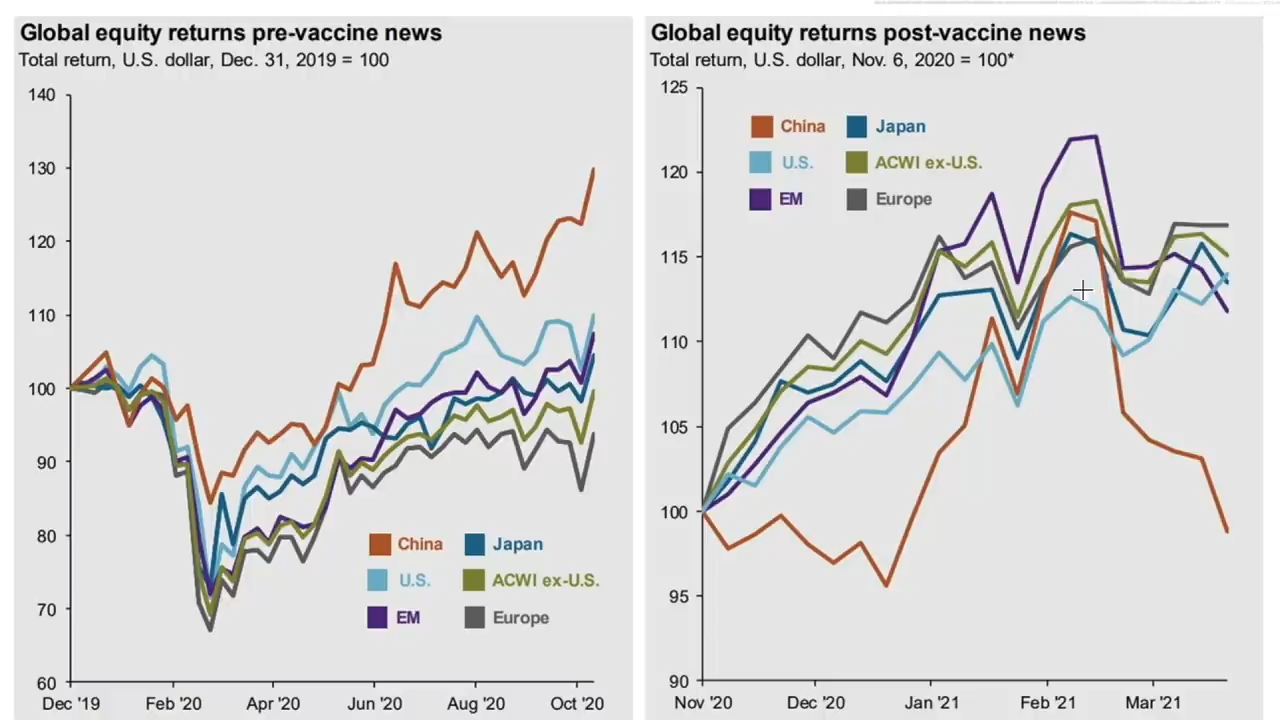 Global equity returns pre-vaccine news
Total return, U.S. dollar, Dec. 31, 2019 = 100
140
130
120
110
100
90
80
70
60
Dec '19 Feb '20 Apr '20 Jun '20 Aug '20 Oct '20
China Japan
U.S. ACWI ex-U.S.
EM Europe
Global equity returns post-vaccine news
Total return, U.S. dollar, Nov. 6, 2020 = 100*
125
120
115
110
105
100
95
90
China Japan
U.S. ACWI ex-U.S.
EM Europe
Nov '20 Dec '20 Jan '21 Feb '21 Mar '21